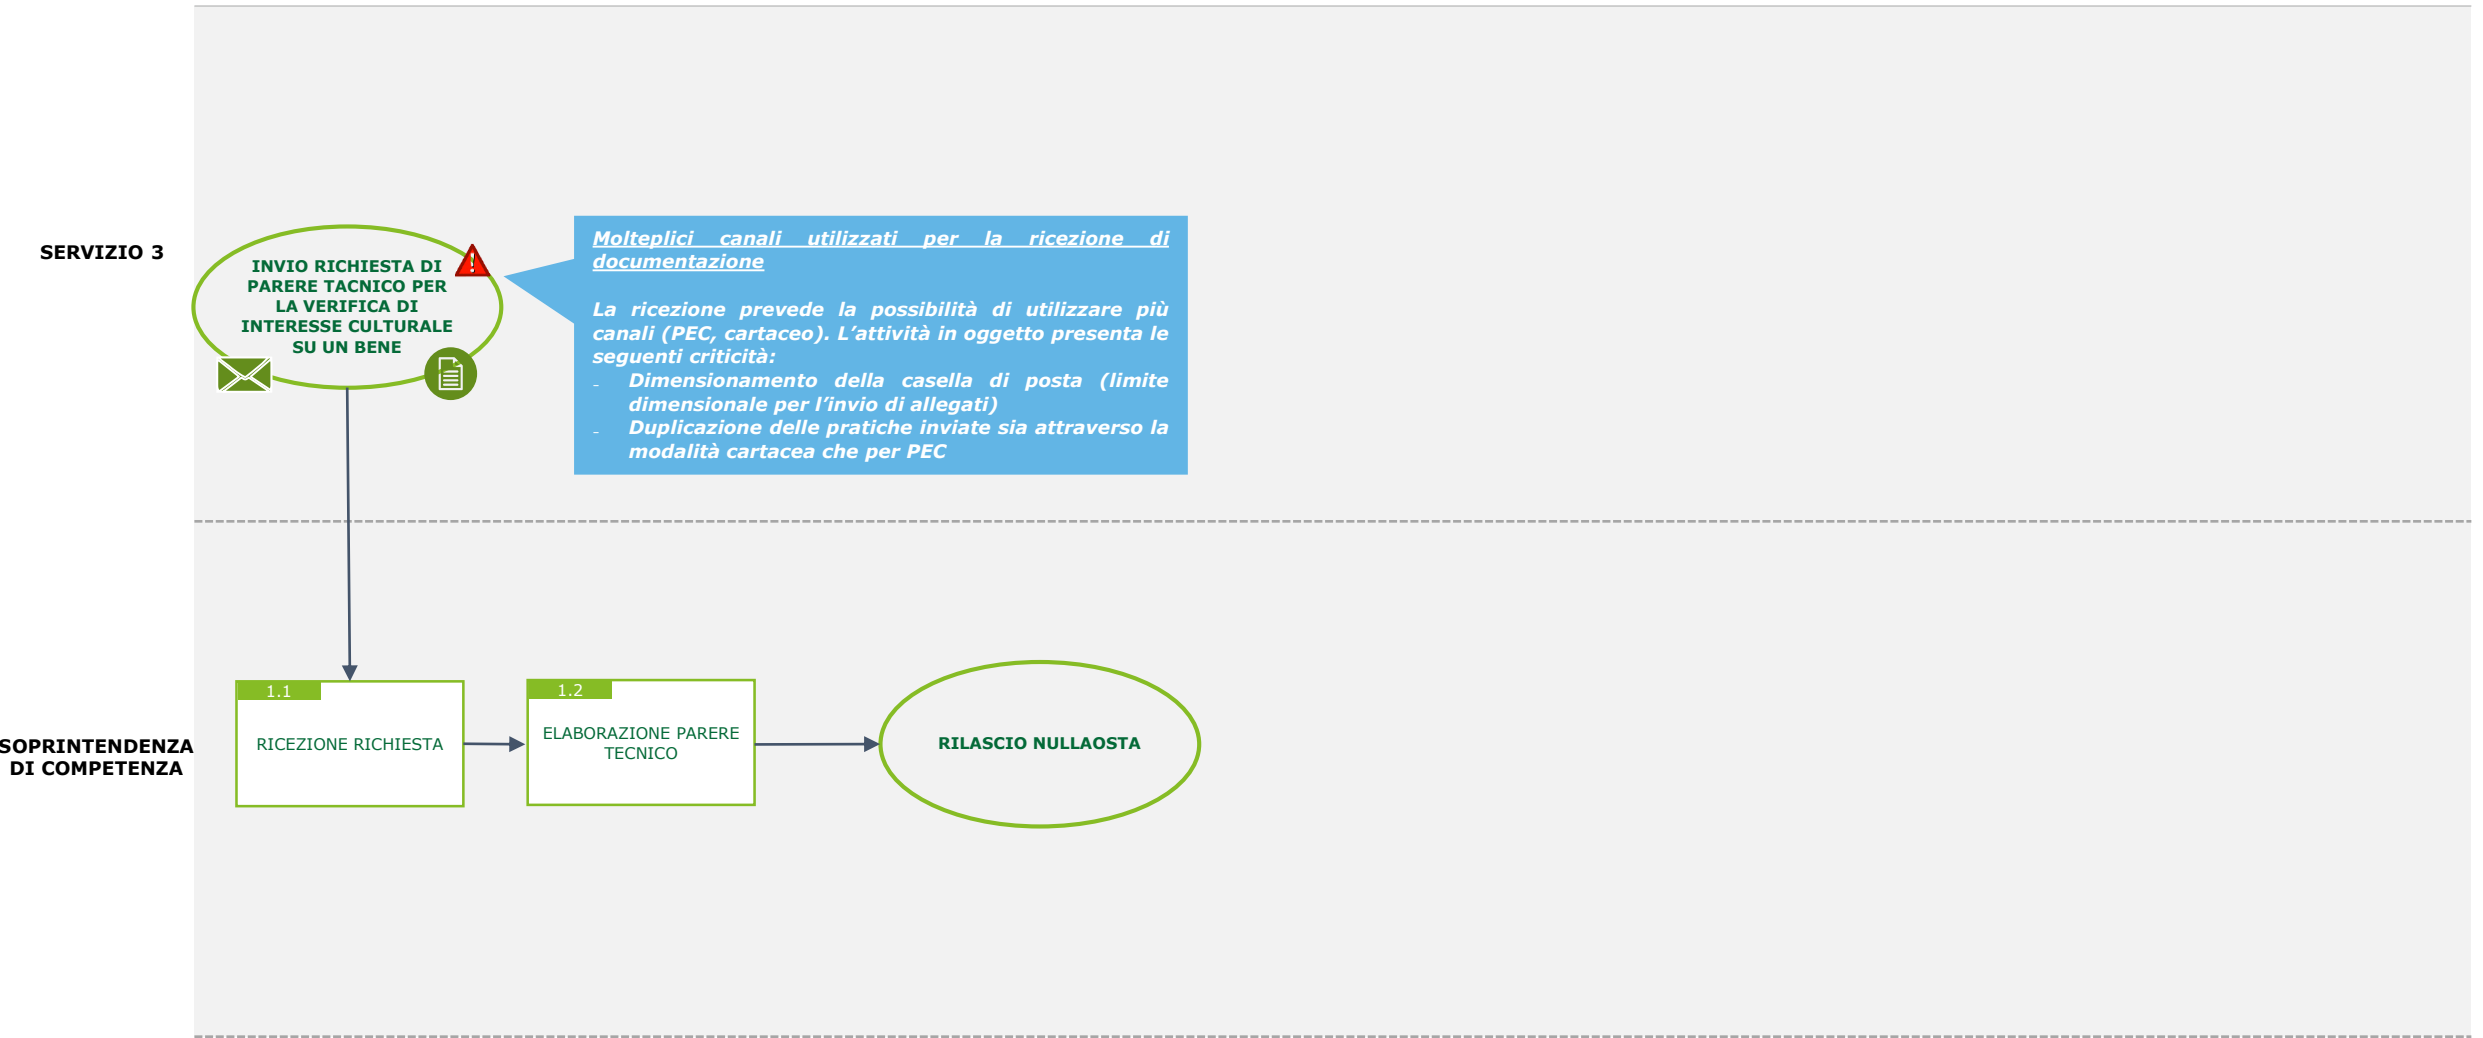 SERVIZIO 3
INVIO RICHIESTA DI
PARERE TACNICO PER
LA VERIFICA DI
INTERESSE CULTURALE
SU UN BENE
Molteplici canali utilizzati per la ricezione di
documentazione
La ricezione prevede la possibilità di utilizzare più
canali (PEC, cartaceo). L’attività in oggetto presenta le
seguenti criticità:
- Dimensionamento della casella di posta (limite
dimensionale per l’invio di allegati)
- Duplicazione delle pratiche inviate sia attraverso la
modalità cartacea che per PEC
SOPRINTENDENZA
DI COMPETENZA
1.1
RICEZIONE RICHIESTA
1.2
ELABORAZIONE PARERE
TECNICO
RILASCIO NULLAOSTA